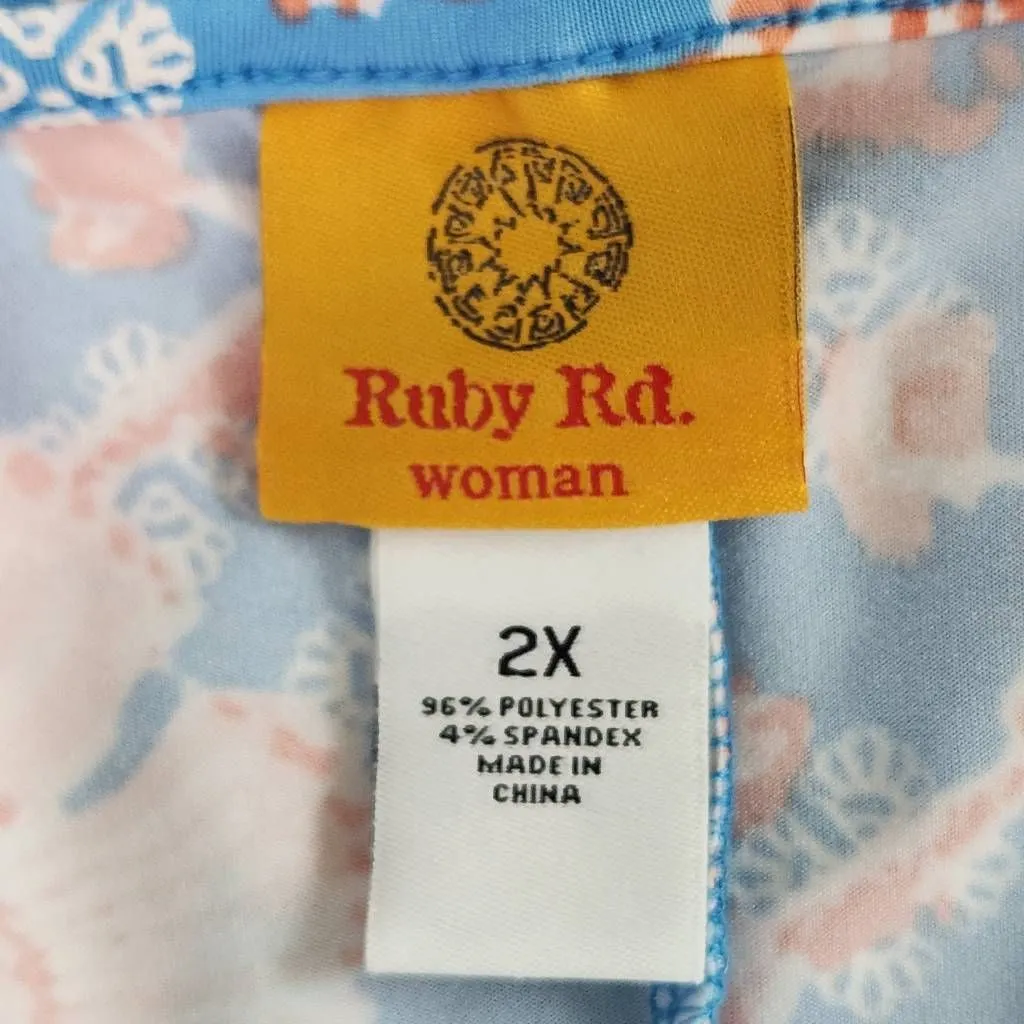 Ruby Rd.
woman
2X
96% POLYESTER
4% SPANDEX
MADE IN
CHINA